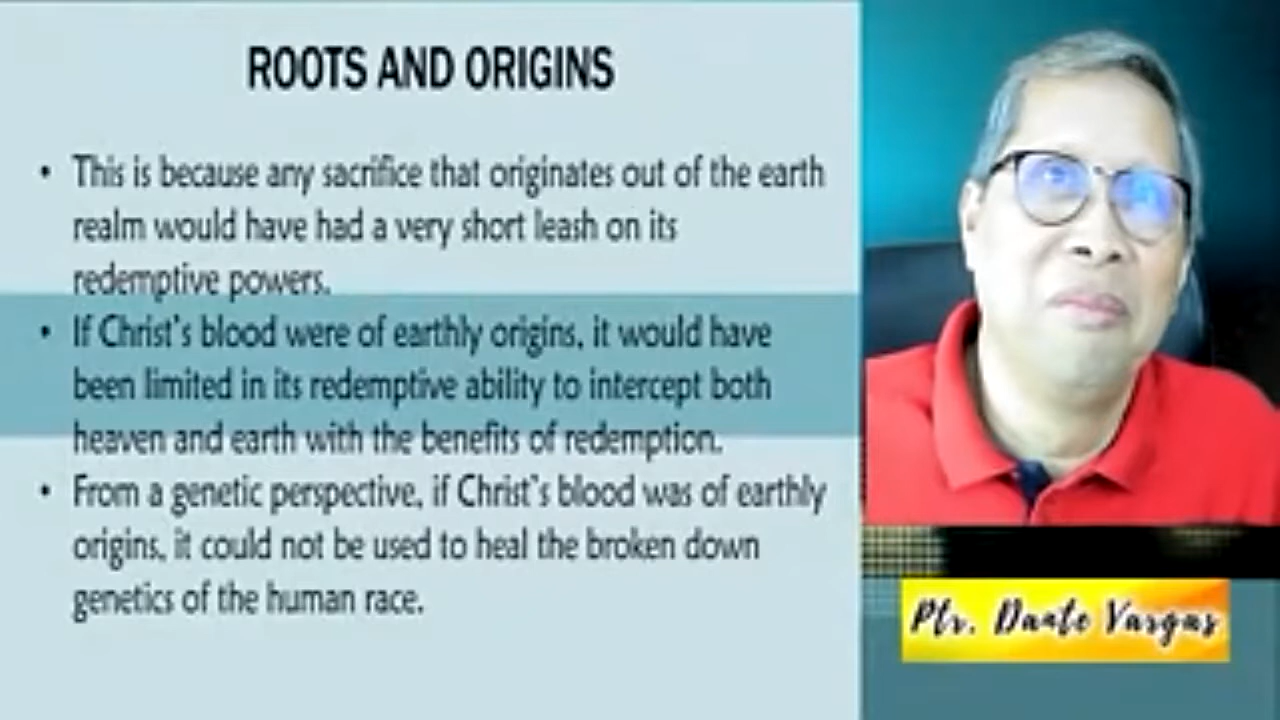 ROOTS AND ORIGINS
• This is because any sacrifice that originates out of the earth
realm would have had a very short leash on its
redemptive powers.
• If Christ`s blood were of earthly origins, it would have
been limited in its redemptive ability to intercept both
heaven and earth with the benefits of redemption.
• From a genetic perspective, if Christ`s blood was of earthly
origins, it could not be used to heal the broken down
genetics of the human race.
Ptr. Dante Vargas